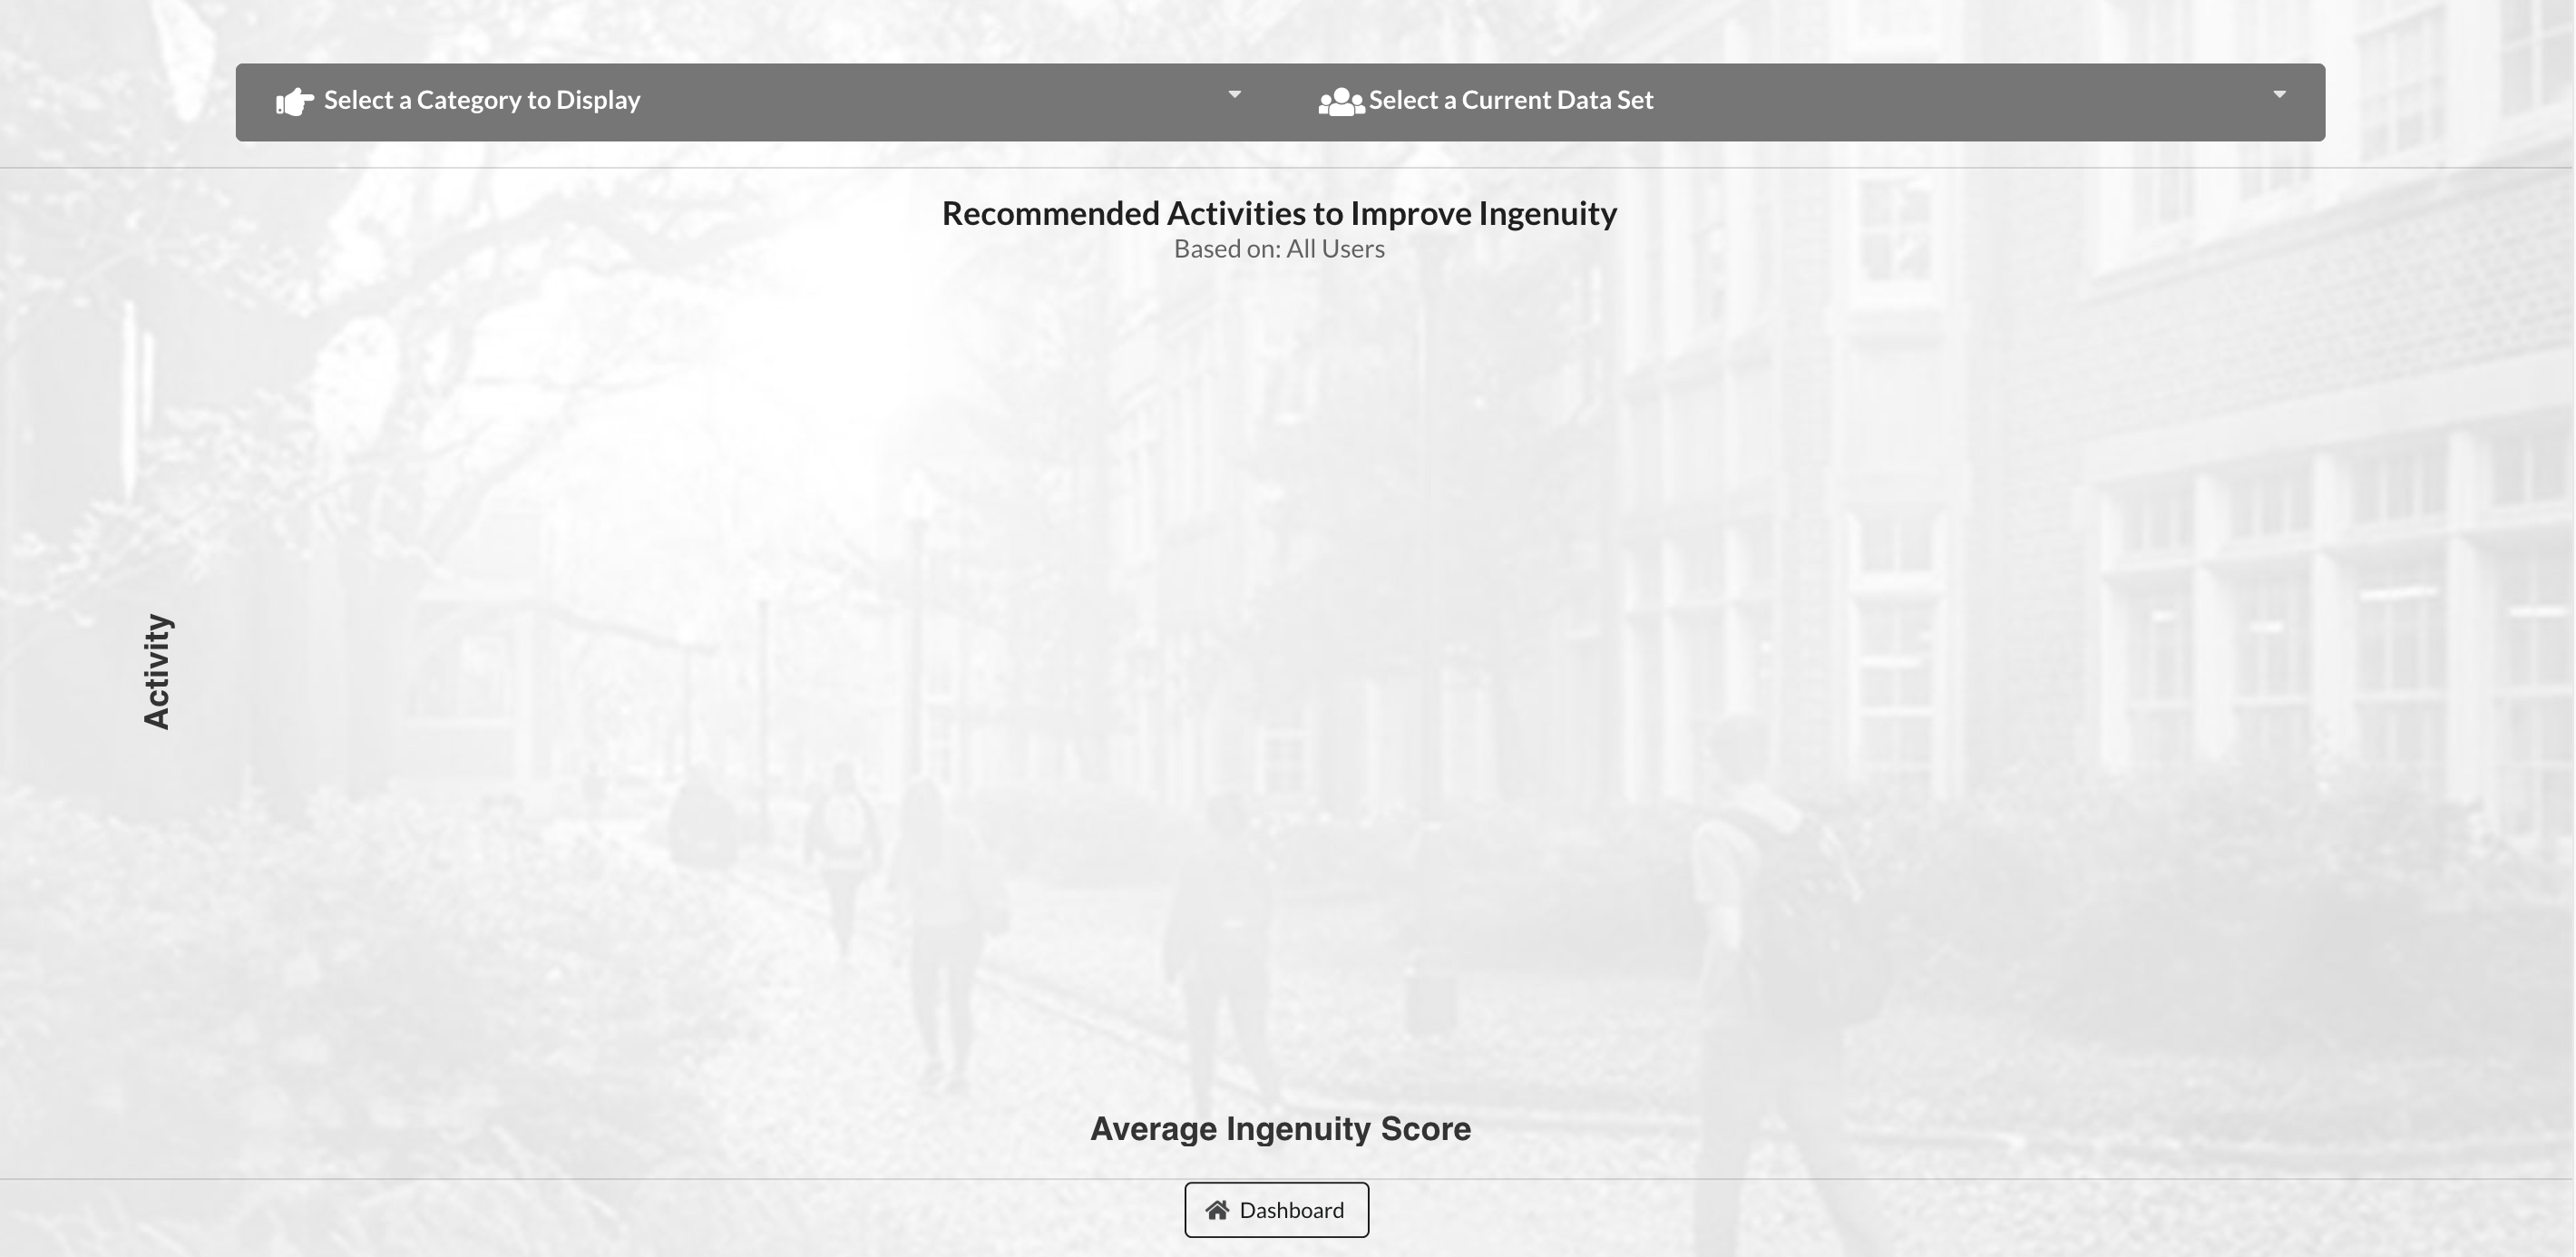 Select a Category to Display
Select a Current Data Set
Recommended Activities to Improve Ingenuity
Based on: All Users
Activity
Average Ingenuity Score
Dashboard